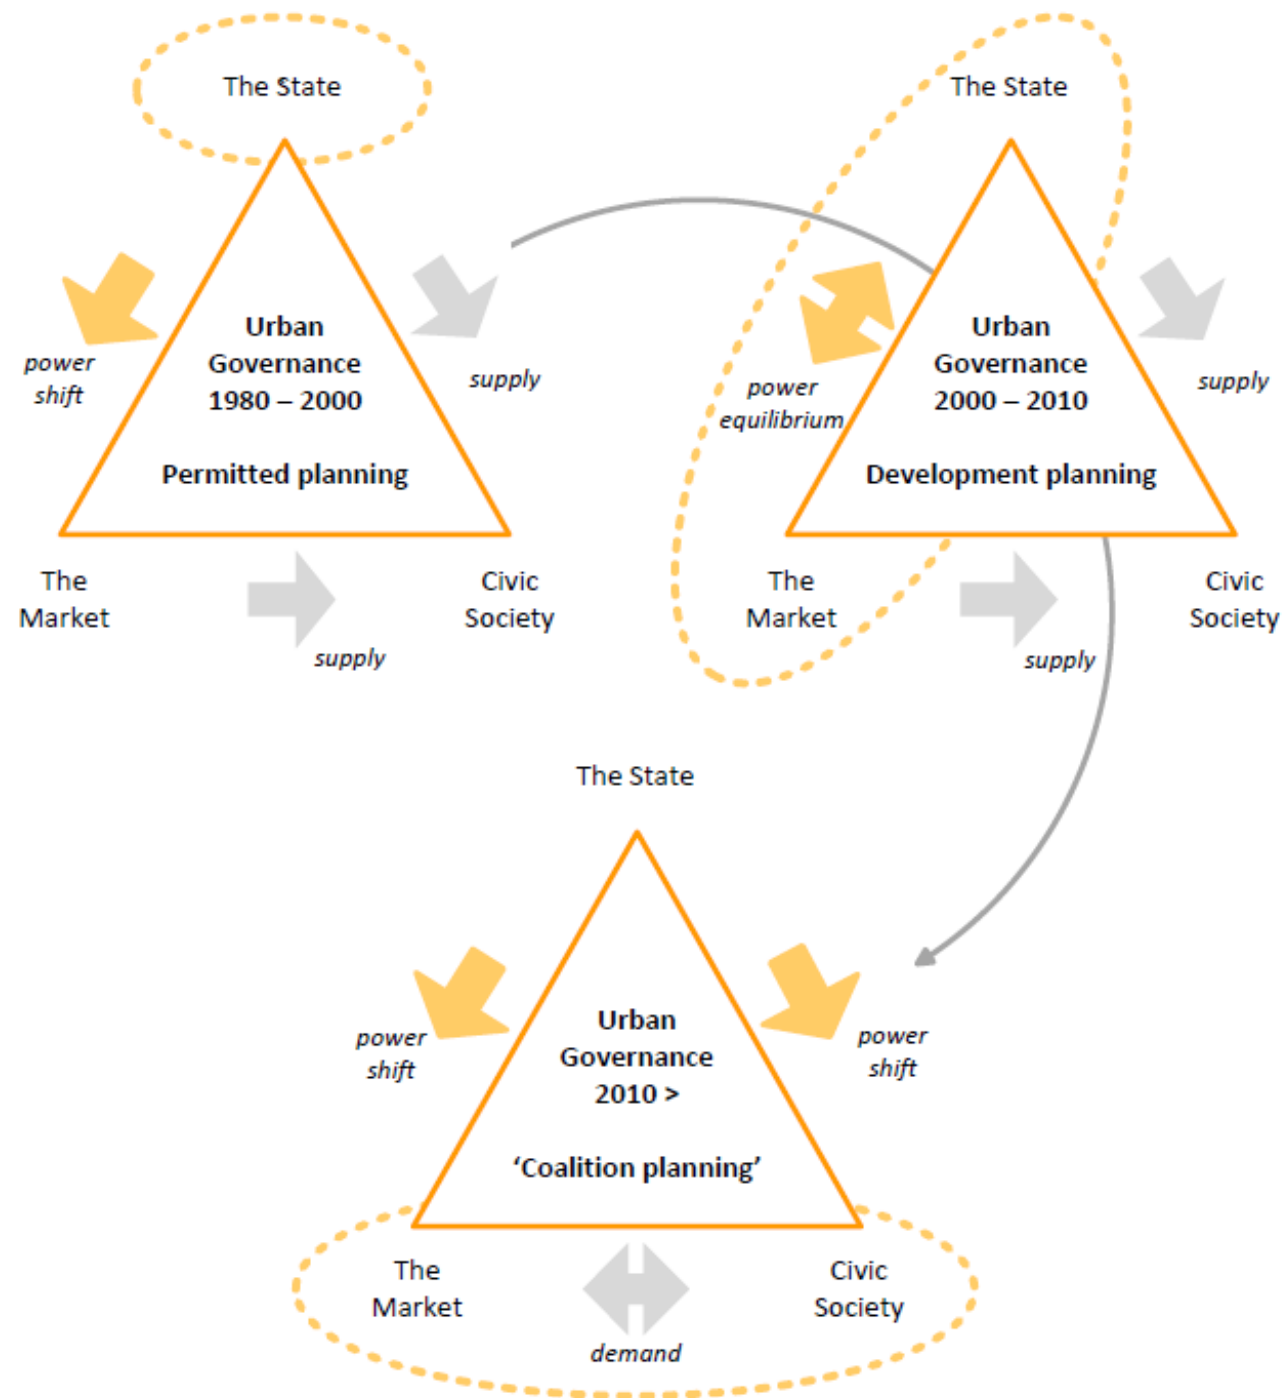 The State
power
shift
Urban
Governance
1980 – 2000
Permitted planning
supply
The
Market
supply
Civic
Society
The State
power
equilibrium
Urban
Governance
2000 – 2010
Development planning
supply
The
Market
supply
Civic
Society
The State
power
shift
Urban
Governance
2010 >
‘Coalition planning’
power
shift
The
Market
demand
Civic
Society